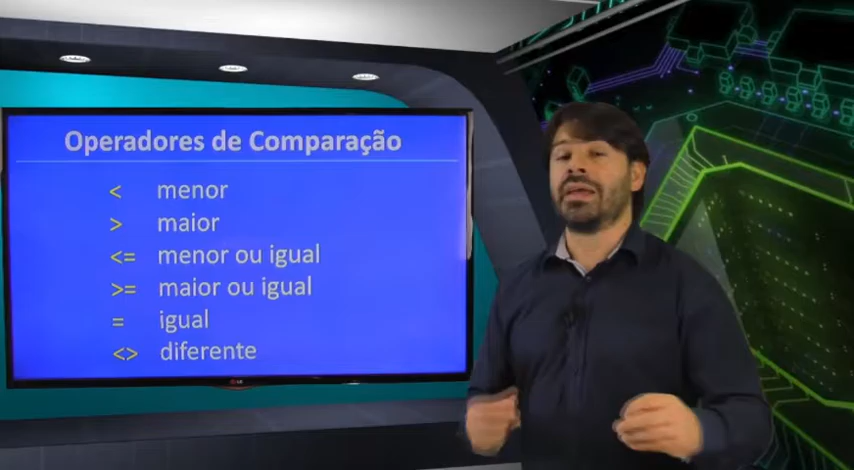 Operadores de Comparação
< menor
> maior
<= menor ou igual
>= maior ou igual
= igual
<> diferente
LG